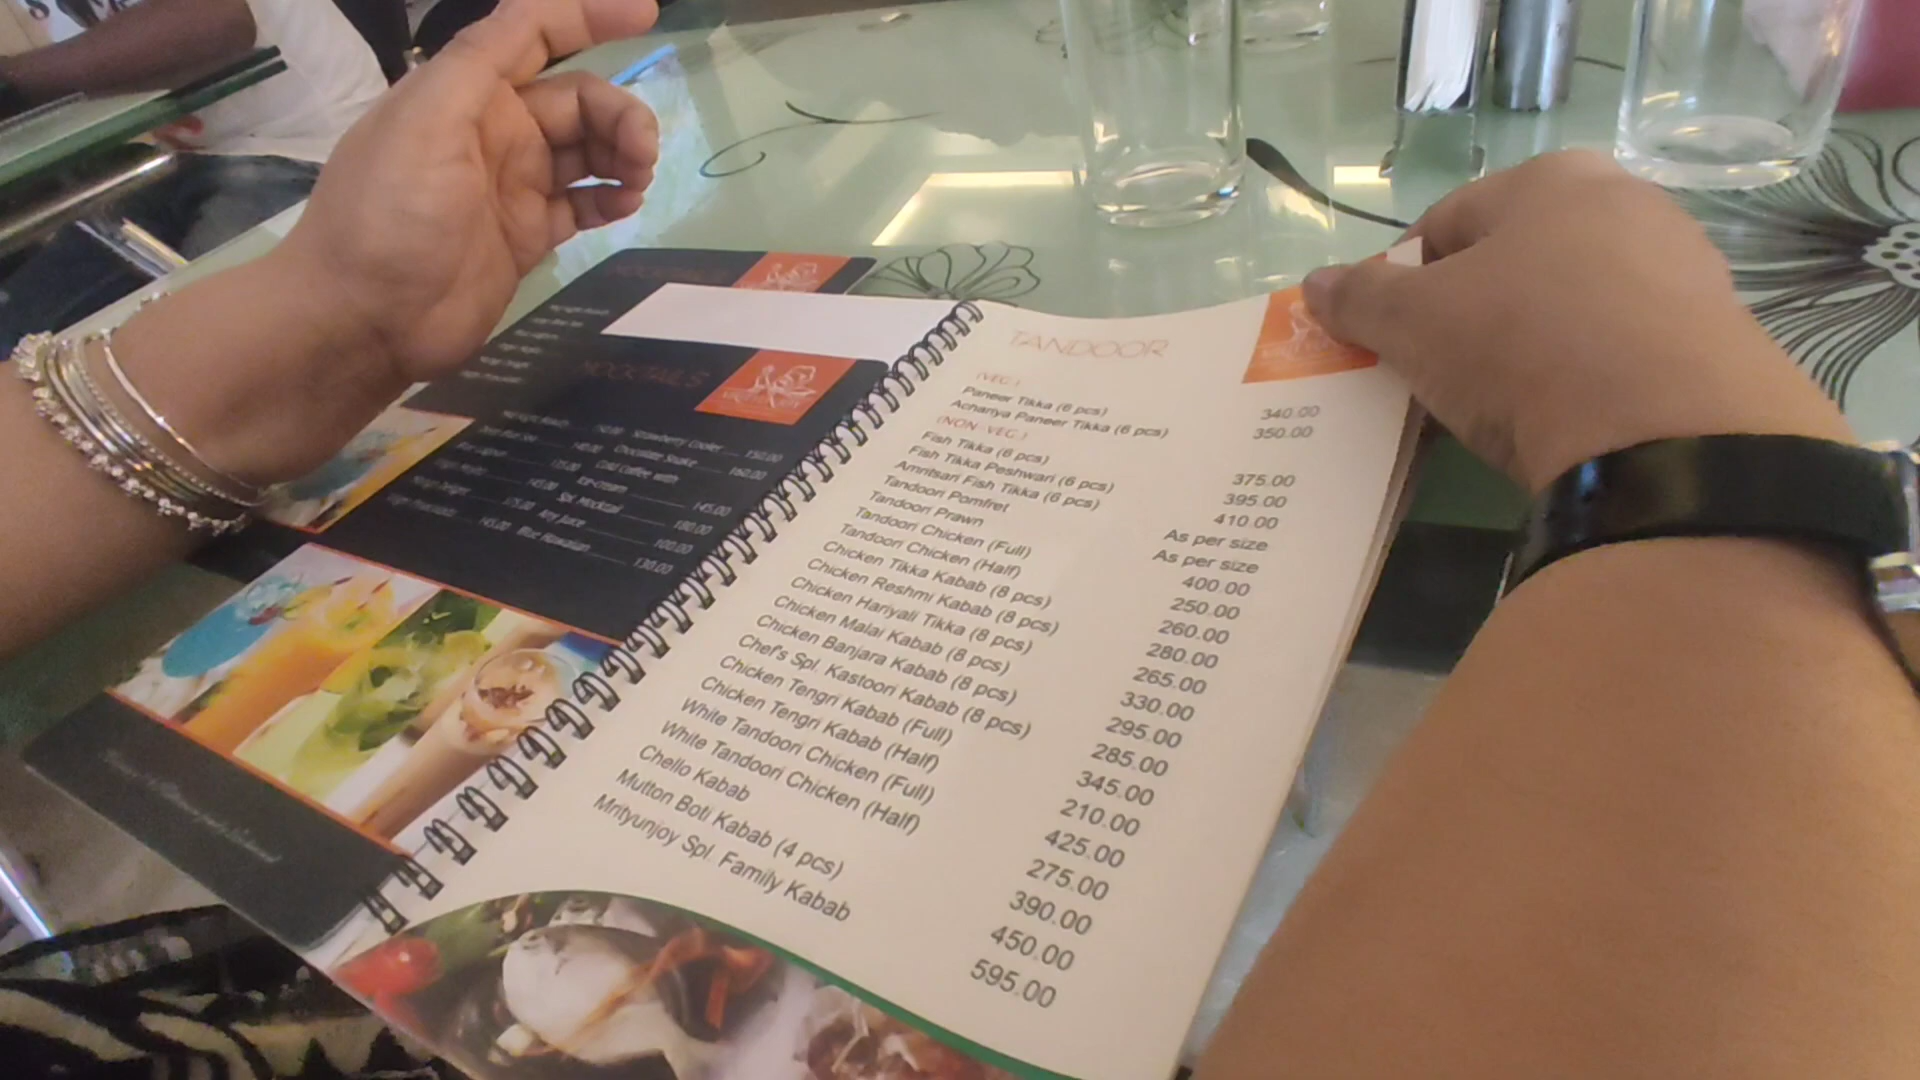 MOCKTAILS
Strawberry Cooler 150.00
Chocolate Shake 160.00
Cold Coffee with
Ice-cream 145.00
Spl. Mocktail 180.00
Any Juice 100.00
Blue Hawaiian 130.00
TANDOOR
(VEG.)
Paneer Tikka (6 pcs) 340.00
Achariya Paneer Tikka (6 pcs) 350.00
(NON-VEG.)
Fish Tikka (6 pcs) 375.00
Fish Tikka Peshwari (6 pcs) 395.00
Amritsari Fish Tikka (6 pcs) 410.00
Tandoori Pomfret As per size
Tandoori Prawn As per size
Tandoori Chicken (Full) 400.00
Tandoori Chicken (Half) 250.00
Chicken Tikka Kabab (8 pcs) 260.00
Chicken Reshmi Kabab (8 pcs) 280.00
Chicken Hariyali Tikka (8 pcs) 265.00
Chicken Malai Kabab (8 pcs) 330.00
Chicken Banjara Kabab (8 pcs) 295.00
Chef's Spl. Kastoori Kabab (8 pcs) 285.00
Chicken Tengri Kabab (Full) 345.00
Chicken Tengri Kabab (Half) 210.00
White Tandoori Chicken (Full) 425.00
White Tandoori Chicken (Half) 275.00
Chello Kabab 390.00
Mutton Boti Kabab (4 pcs) 450.00
Mrityunjoy Spl. Family Kabab 595.00